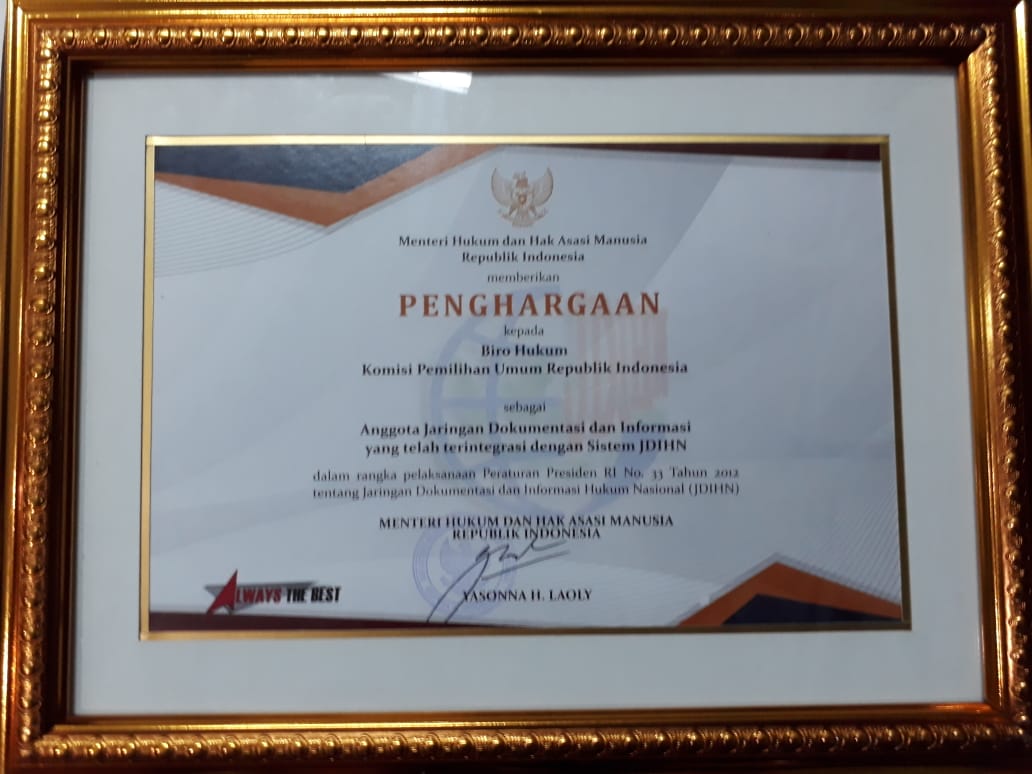 Menteri Hukum dan Hak Asasi Manusia
Republik Indonesia
memberikan
PENGHARGAAN
kepada
Biro Hukum
Komisi Pemilihan Umum Republik Indonesia
sebagai
Anggota Jaringan Dokumentasi dan Informasi
yang telah terintegrasi dengan Sistem JDIHN
dalam rangka pelaksanaan Peraturan Presiden RI No. 33 Tahun 2012
tentang Jaringan Dokumentasi dan Informasi Hukum Nasional (JDIHN)
MENTERI HUKUM DAN HAK ASASI MANUSIA
REPUBLIK INDONESIA
YASONNA H. LAOLY
ALWAYS THE BEST